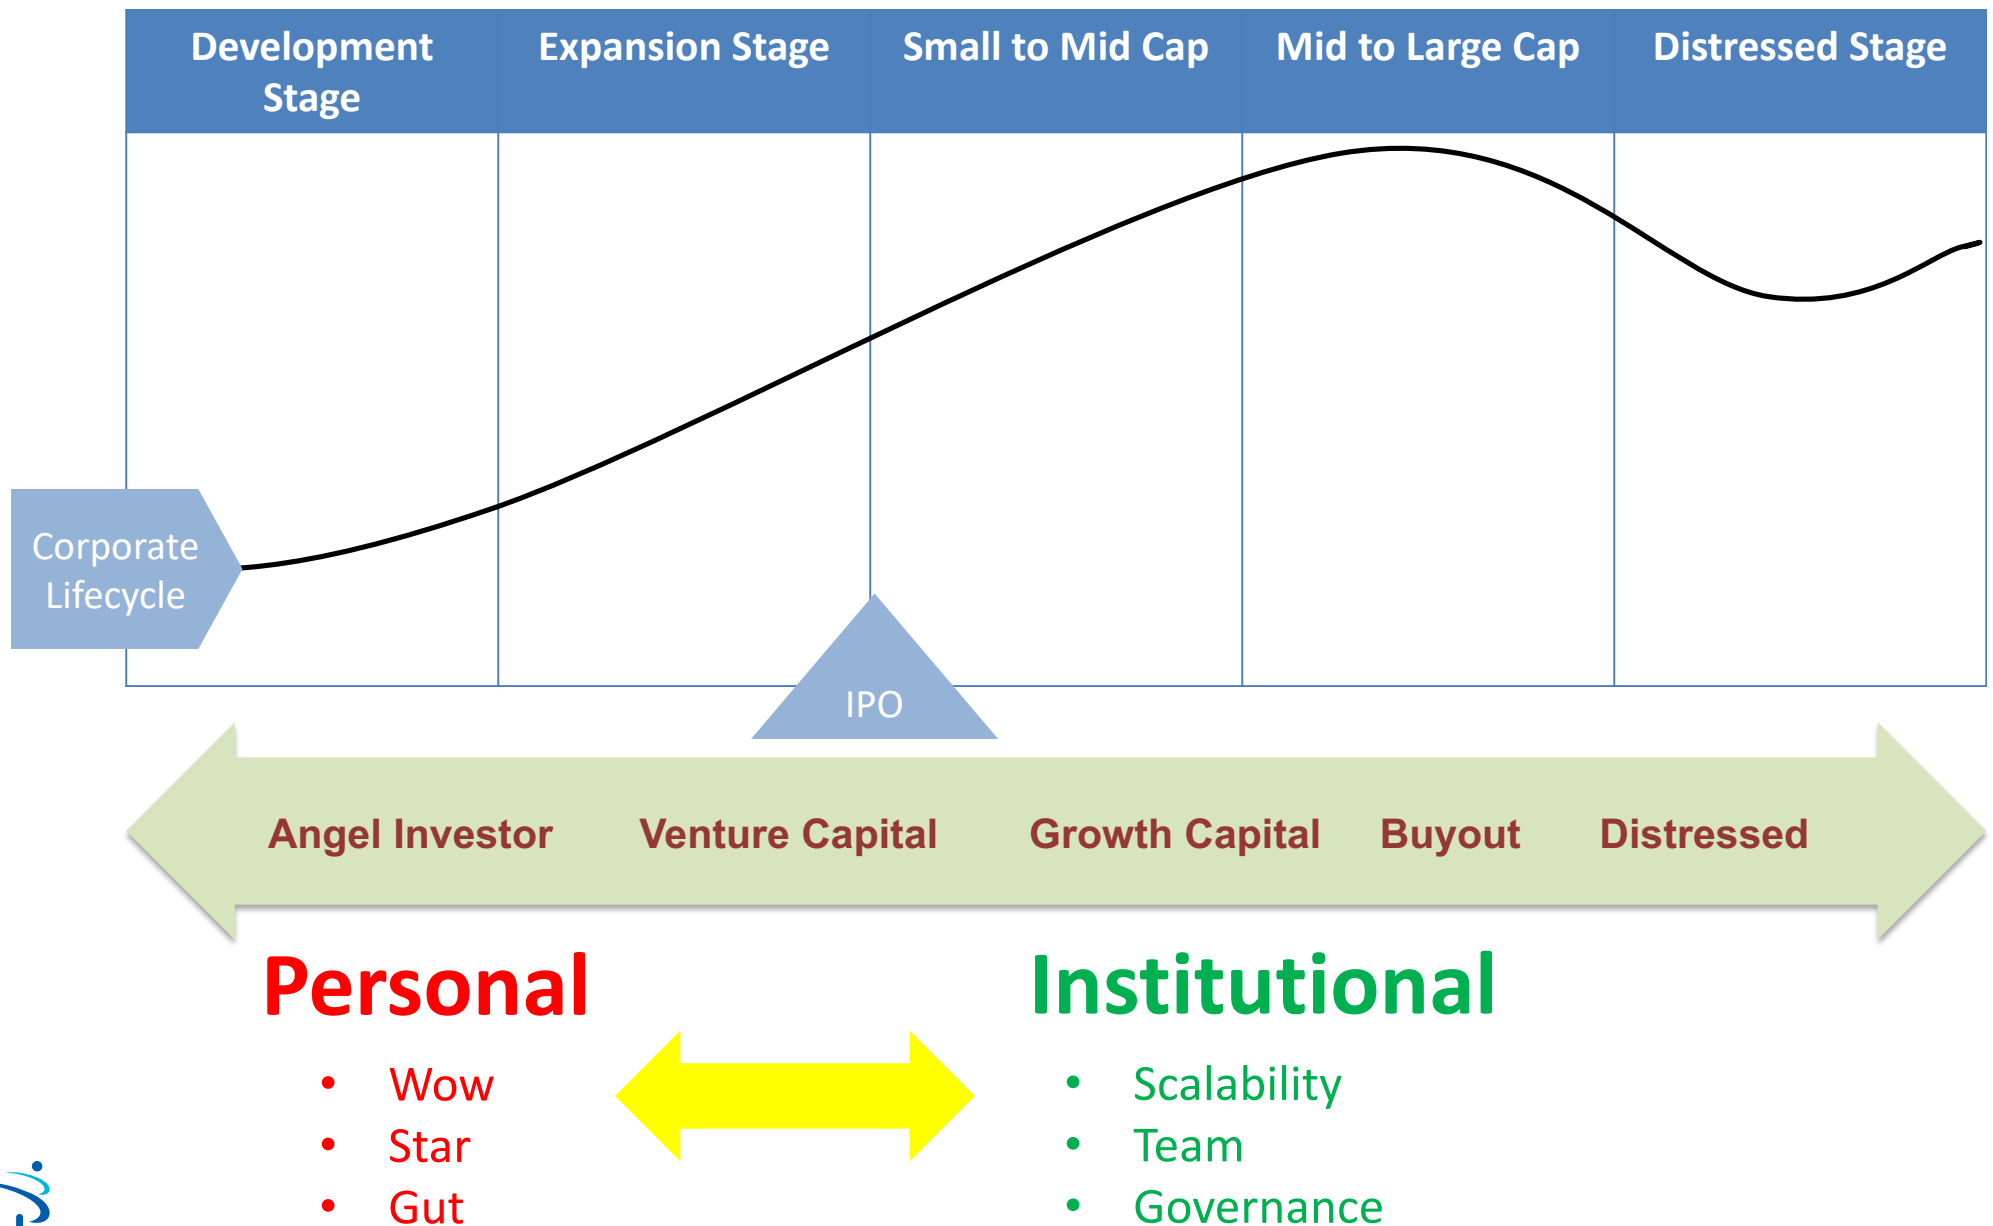 Development
Stage
Expansion Stage
Small to Mid Cap
Mid to Large Cap
Distressed Stage
Corporate
Lifecycle
IPO
Angel Investor
Venture Capital
Growth Capital
Buyout
Distressed
Personal
• Wow
• Star
• Gut
Institutional
• Scalability
• Team
• Governance